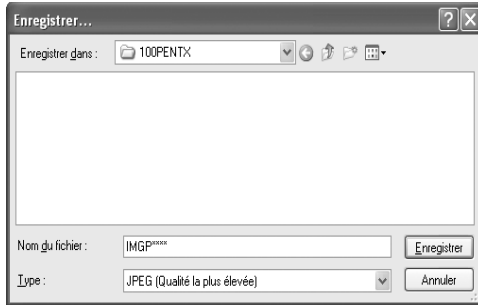 Enregistrer...
Enregistrer dans : 100PENTX
Nom du fichier : IMGP**** Enregistrer
Type : JPEG (Qualité la plus élevée) Annuler